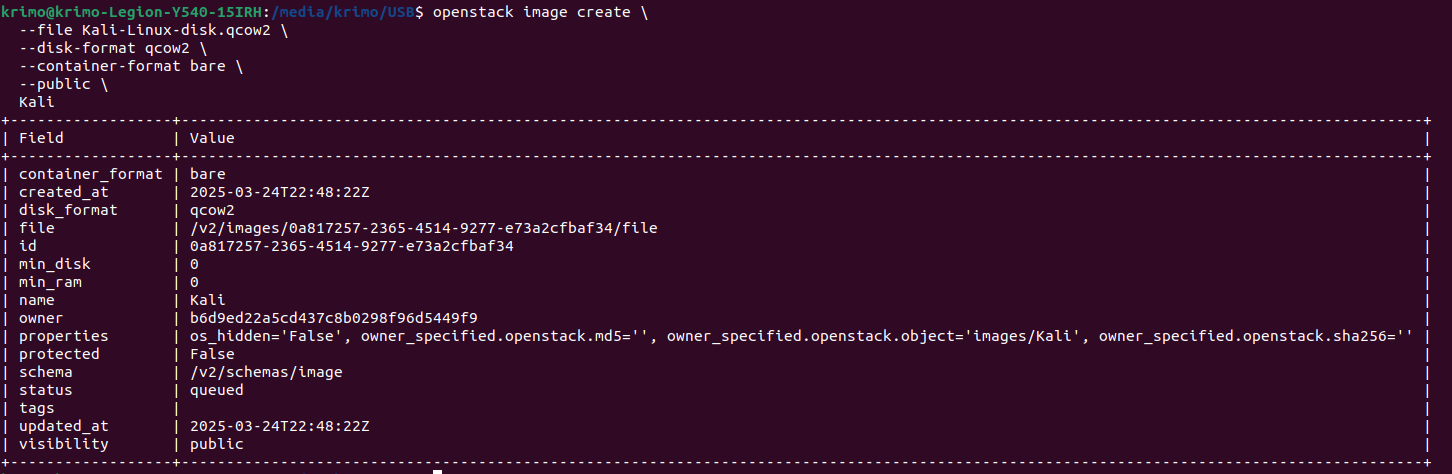 krimo@krimo-Legion-Y540-15IRH:/media/krimo/USB$ openstack image create \
  --file Kali-Linux-disk.qcow2 \
  --disk-format qcow2 \
  --container-format bare \
  --public \
  Kali
+------------------+------------------------------------------------------------------------------------------------------------------------------------------+
| Field            | Value                                                                                                                                    |
+------------------+------------------------------------------------------------------------------------------------------------------------------------------+
| container_format | bare                                                                                                                                     |
| created_at       | 2025-03-24T22:48:22Z                                                                                                                     |
| disk_format      | qcow2                                                                                                                                    |
| file             | /v2/images/0a817257-2365-4514-9277-e73a2cfbaf34/file                                                                                     |
| id               | 0a817257-2365-4514-9277-e73a2cfbaf34                                                                                                     |
| min_disk         | 0                                                                                                                                        |
| min_ram          | 0                                                                                                                                        |
| name             | Kali                                                                                                                                     |
| owner            | b6d9ed22a5cd437c8b0298f96d5449f9                                                                                                         |
| properties       | os_hidden='False', owner_specified.openstack.md5='', owner_specified.openstack.object='images/Kali', owner_specified.openstack.sha256='' |
| protected        | False                                                                                                                                    |
| schema           | /v2/schemas/image                                                                                                                        |
| status           | queued                                                                                                                                   |
| tags             |                                                                                                                                          |
| updated_at       | 2025-03-24T22:48:22Z                                                                                                                     |
| visibility       | public                                                                                                                                   |
+------------------+------------------------------------------------------------------------------------------------------------------------------------------+